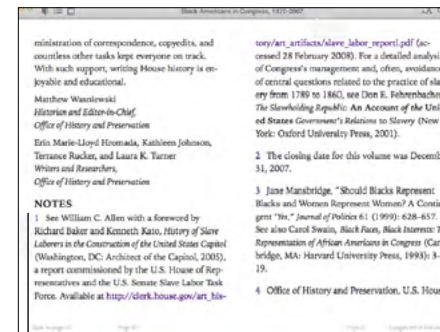 Black Americans in Congress, 1870-2007
ministration of correspondence, copyedits, and
countless other tasks kept everyone on track.
With such support, writing House history is en-
joyable and educational.
Matthew Wasniewski
Historian and Editor-in-Chief,
Office of History and Preservation
Erin Marie-Lloyd Hromada, Kathleen Johnson,
Terrance Rucker, and Laura K. Turner
Writers and Researchers,
Office of History and Preservation
NOTES
1 See William C. Allen with a foreword by
Richard Baker and Kenneth Kato, History of Slave
Laborers in the Construction of the United States Capitol
(Washington, DC: Architect of the Capitol, 2005),
a report commissioned by the U.S. House of Rep-
resentatives and the U.S. Senate Slave Labor Task
Force. Available at http://clerk.house.gov/art_his-
tory/art_artifacts/slave_labor_reportl.pdf (ac-
cessed 28 February 2008). For a detailed analysi
of Congress's management and, often, avoidance
of central questions related to the practice of sla
ery from 1789 to 1860, see Don E. Fehrenbache
The Slaveholding Republic: An Account of the Uni
ed States Government's Relations to Slavery (New
York: Oxford University Press, 2001).
2 The closing date for this volume was Decemb
31, 2007.
3 Jane Mansbridge, "Should Blacks Represent
Blacks and Women Represent Women? A Conti
gent 'Yes,'" Journal of Politics 61 (1999): 628–657.
See also Carol Swain, Black Faces, Black Interests: T
Representation of African Americans in Congress (Cam
bridge, MA: Harvard University Press, 1993): 3–
19.
4 Office of History and Preservation, U.S. Hous